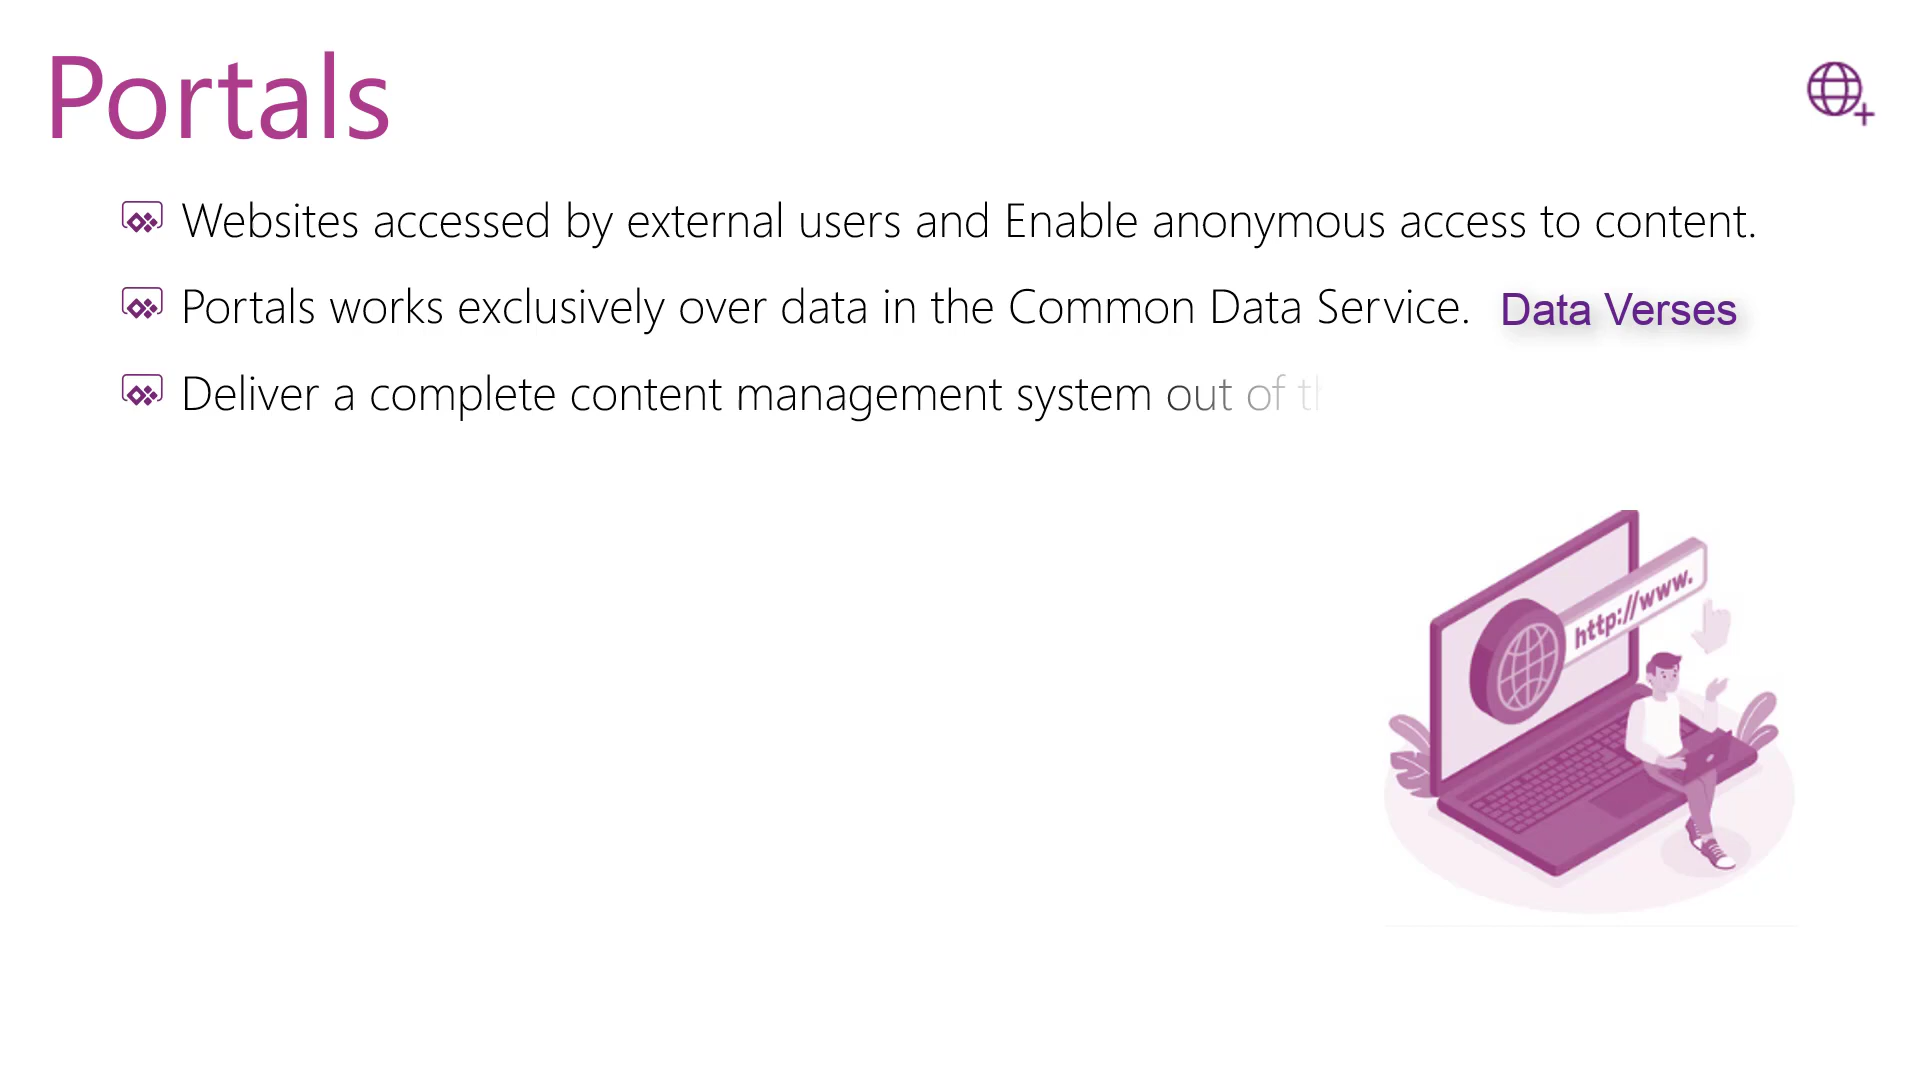 Portals
Websites accessed by external users and Enable anonymous access to content.
Portals works exclusively over data in the Common Data Service. Data Verses
Deliver a complete content management system out of
http://www.